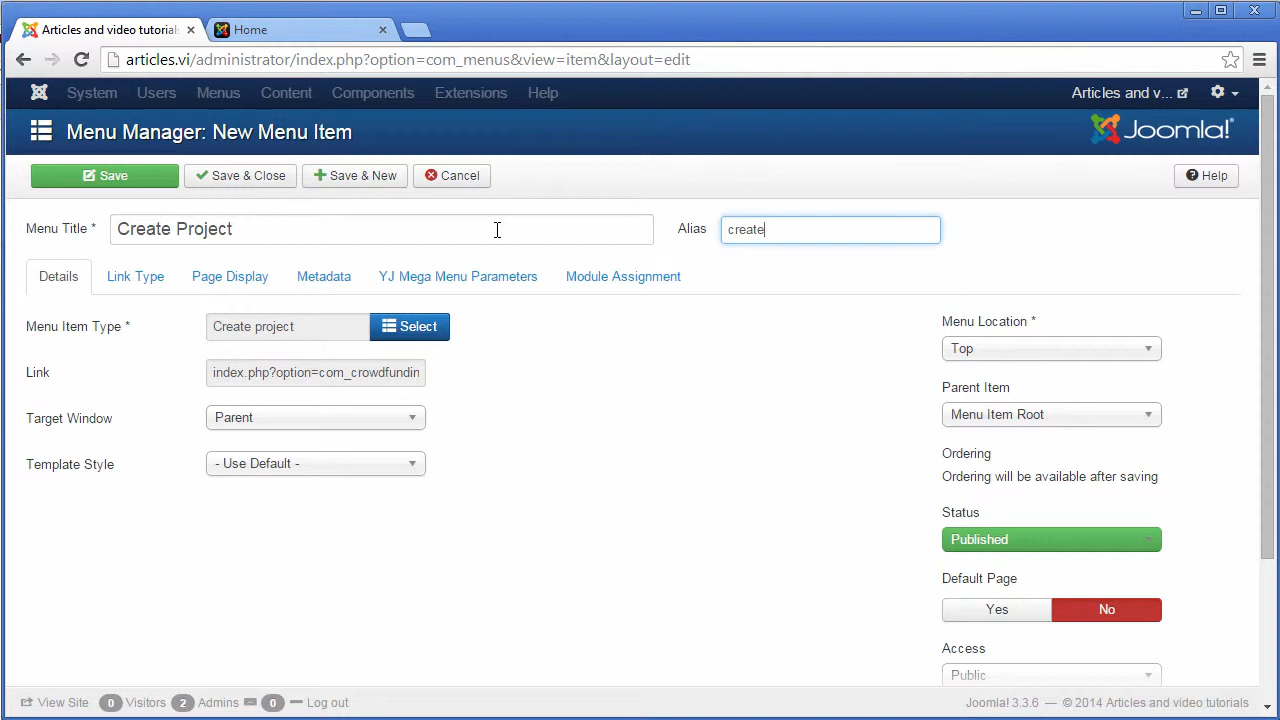 Articles and video tutorials
Home
articles.vi/administrator/index.php?option=com_menus&view=item&layout=edit
System Users Menus Content Components Extensions Help Articles and v...
Menu Manager: New Menu Item Joomla!®
Save Save & Close Save & New Cancel Help
Menu Title * Create Project Alias create
Details Link Type Page Display Metadata YJ Mega Menu Parameters Module Assignment
Menu Item Type * Create project Select
Link index.php?option=com_crowdfundin
Target Window Parent
Template Style - Use Default -
Menu Location *
Top
Parent Item
Menu Item Root
Ordering
Ordering will be available after saving
Status
Published
Default Page
Yes No
Access
Public
View Site 0 Visitors 2 Admins 0 Log out Joomla! 3.3.6 — © 2014 Articles and video tutorials